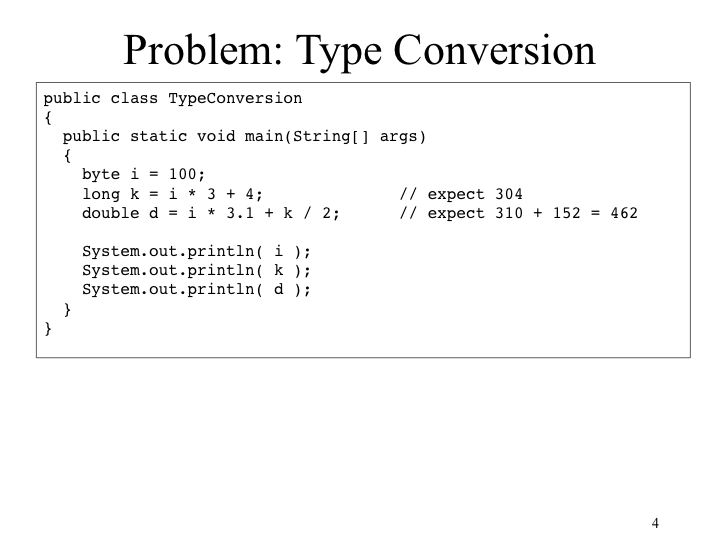 Problem: Type Conversion
public class TypeConversion
{
  public static void main(String[] args)
  {
    byte i = 100;
    long k = i * 3 + 4;              // expect 304
    double d = i * 3.1 + k / 2;      // expect 310 + 152 = 462
    System.out.println( i );
    System.out.println( k );
    System.out.println( d );
  }
}
4